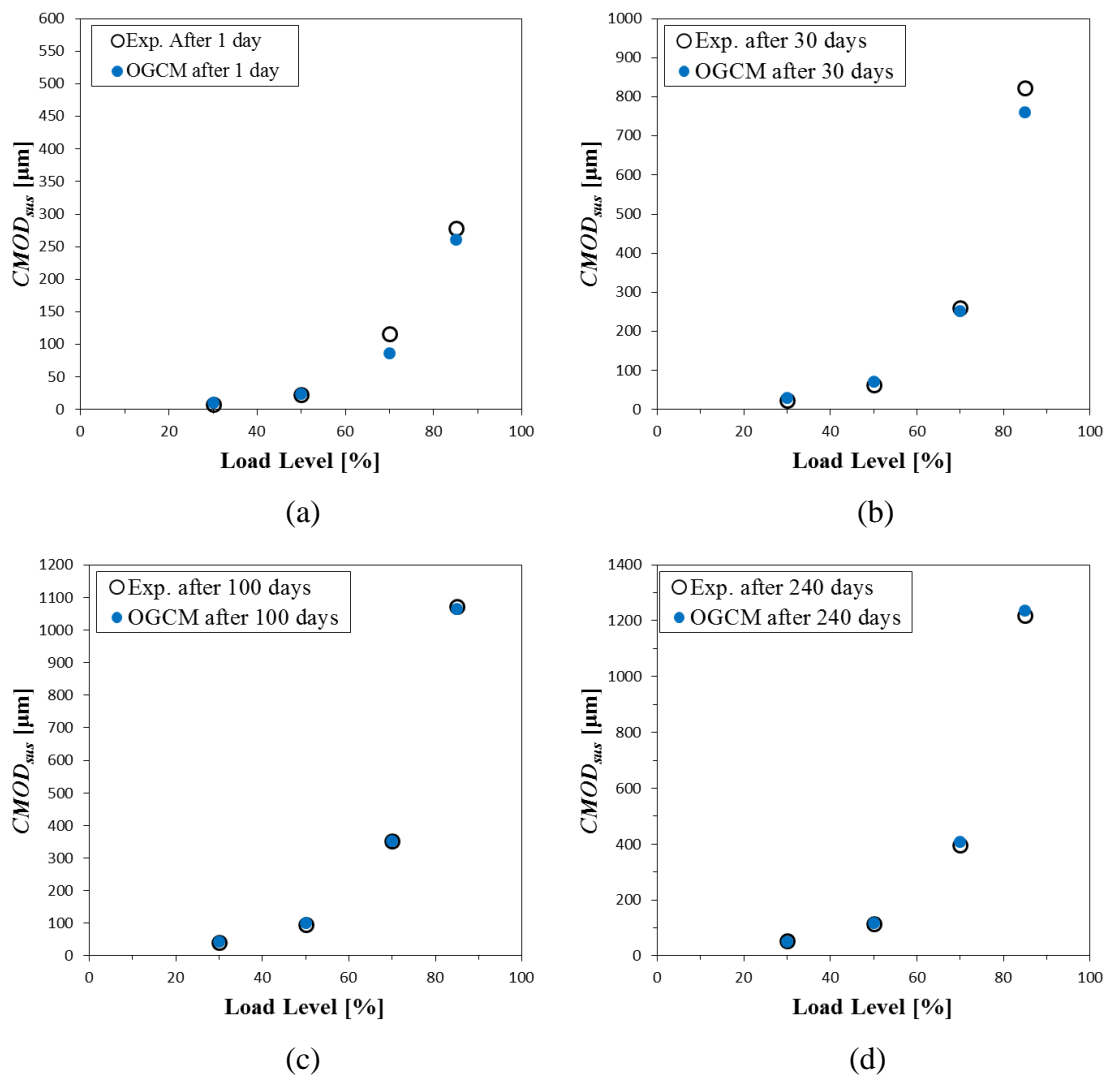 600
550
500
450
400
350
300
250
200
150
100
50
0
0 20 40 60 80 100
CMOD_sus [μm]
Load Level [%]
Exp. After 1 day
OGCM after 1 day
(a)
1000
900
800
700
600
500
400
300
200
100
0
0 20 40 60 80 100
CMOD_sus [μm]
Load Level [%]
Exp. after 30 days
OGCM after 30 days
(b)
1200
1100
1000
900
800
700
600
500
400
300
200
100
0
0 20 40 60 80 100
CMOD_sus [μm]
Load Level [%]
Exp. after 100 days
OGCM after 100 days
(c)
1400
1200
1000
800
600
400
200
0
0 20 40 60 80 100
CMOD_sus [μm]
Load Level [%]
Exp. after 240 days
OGCM after 240 days
(d)